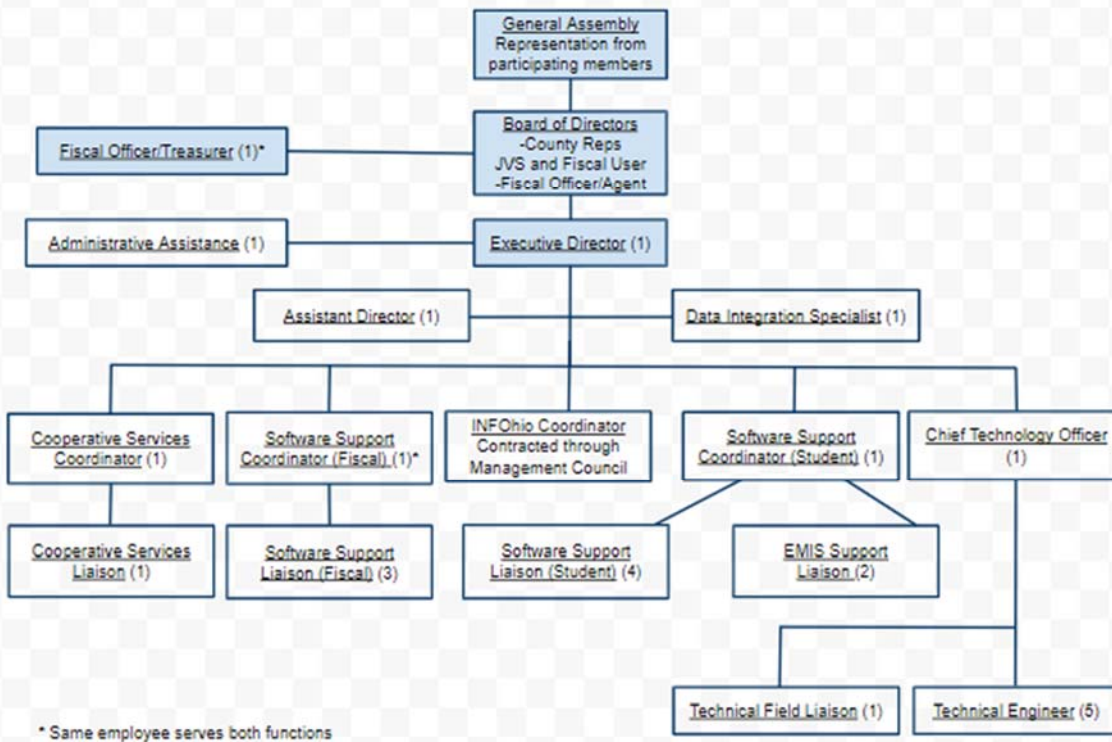 General Assembly
Representation from
participating members
Board of Directors
-County Reps
JVS and Fiscal User
-Fiscal Officer/Agent
Fiscal Officer/Treasurer (1)*
Administrative Assistance (1)
Executive Director (1)
Assistant Director (1)
Data Integration Specialist (1)
Cooperative Services
Coordinator (1)
Software Support
Coordinator (Fiscal) (1)*
INFOhio Coordinator
Contracted through
Management Council
Software Support
Coordinator (Student) (1)
Chief Technology Officer
(1)
Cooperative Services
Liaison (1)
Software Support
Liaison (Fiscal) (3)
Software Support
Liaison (Student) (4)
EMIS Support
Liaison (2)
Technical Field Liaison (1)
Technical Engineer (5)
* Same employee serves both functions